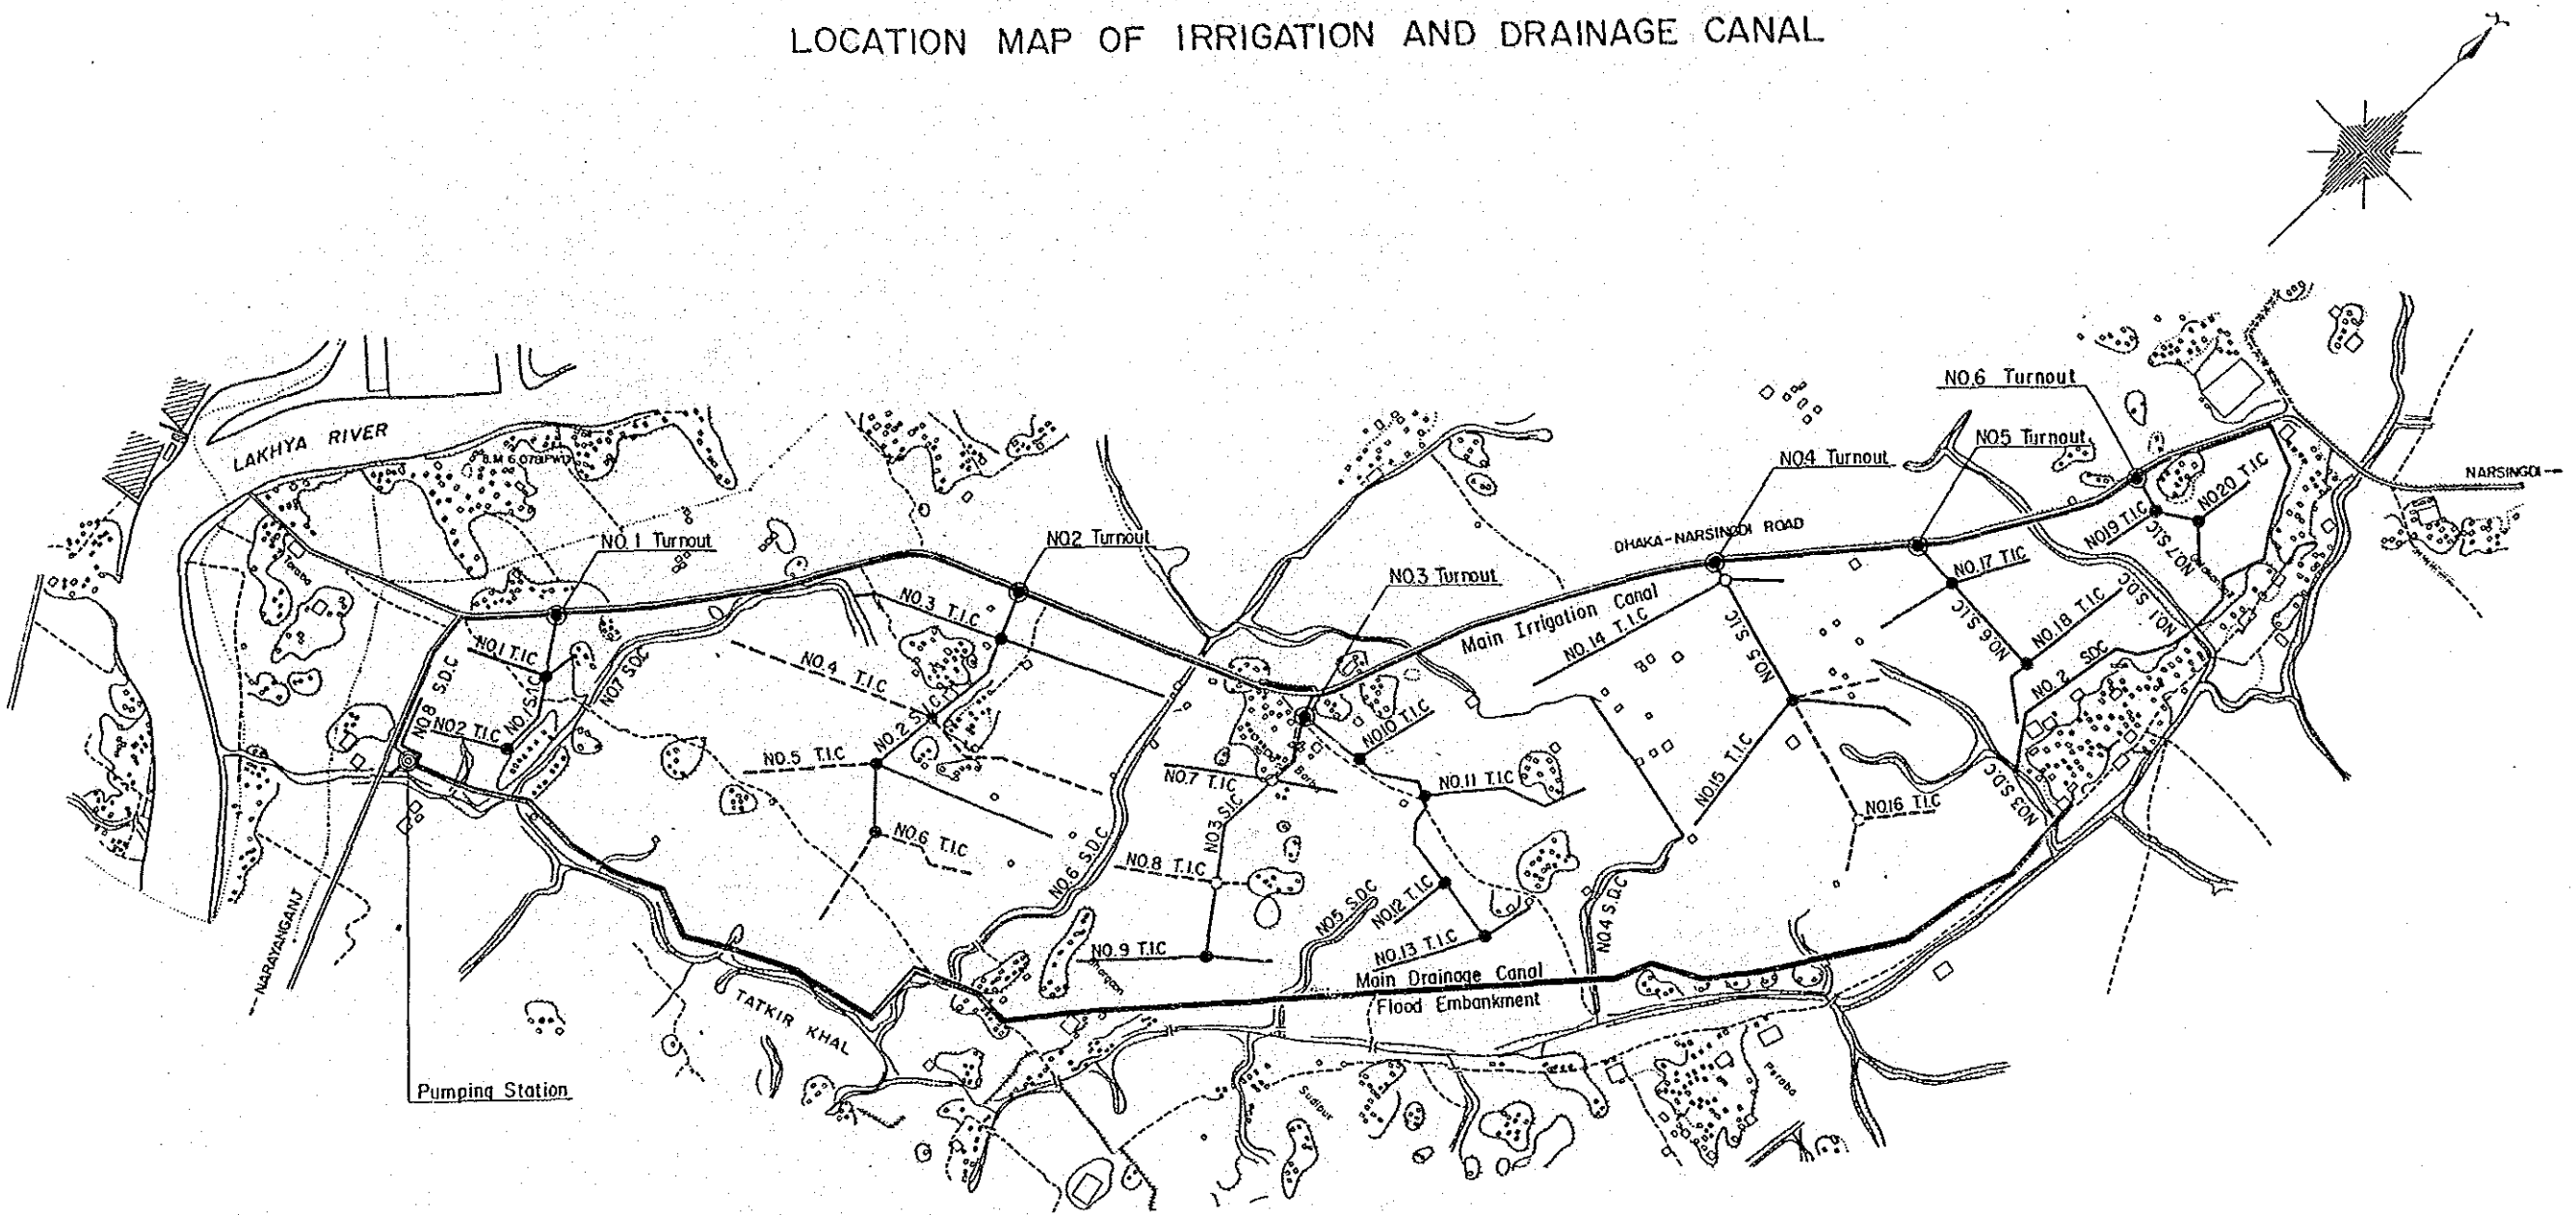 LOCATION MAP OF IRRIGATION AND DRAINAGE CANAL
LAKHYA RIVER
NO.6 Turnout
NO.5 Turnout
NO.4 Turnout
NARSINGDI
DHAKA-NARSINGDI ROAD
NO.1 Turnout
NO.2 Turnout
NO.3 Turnout
Taraba
NO.20 T.I.C
NO.19 T.I.C
NO.7 S.I.C
NO.17 T.I.C
NO.6 S.I.C
NO.18 T.I.C
NO.1 S.D.C
NO. 2 SDC
Main Irrigation Canal
NO.14 T.I.C
NO.5 S.I.C
NO.3 T.I.C
NO.1 T.I.C
NO.1 S.I.C
NO.7 S.D.C
NO.8 S.D.C
NO.2 T.I.C
NO.4 T.I.C
NO.2 S.I.C
NO.5 T.I.C
NO.6 T.I.C
NO.6 S.D.C
NO.7 T.I.C
NO.3 S.I.C
NO.8 T.I.C
NO.9 T.I.C
NO.10 T.I.C
NO.11 T.I.C
NO.12 T.I.C
NO.13 T.I.C
NO.5 S.D.C
NO.4 S.D.C
NO.15 T.I.C
NO.16 T.I.C
NO.3 S.D.C
Main Drainage Canal
Flood Embankment
NARAYANGANJ
TATKIR KHAL
Pumping Station
Sudipur
Peraba